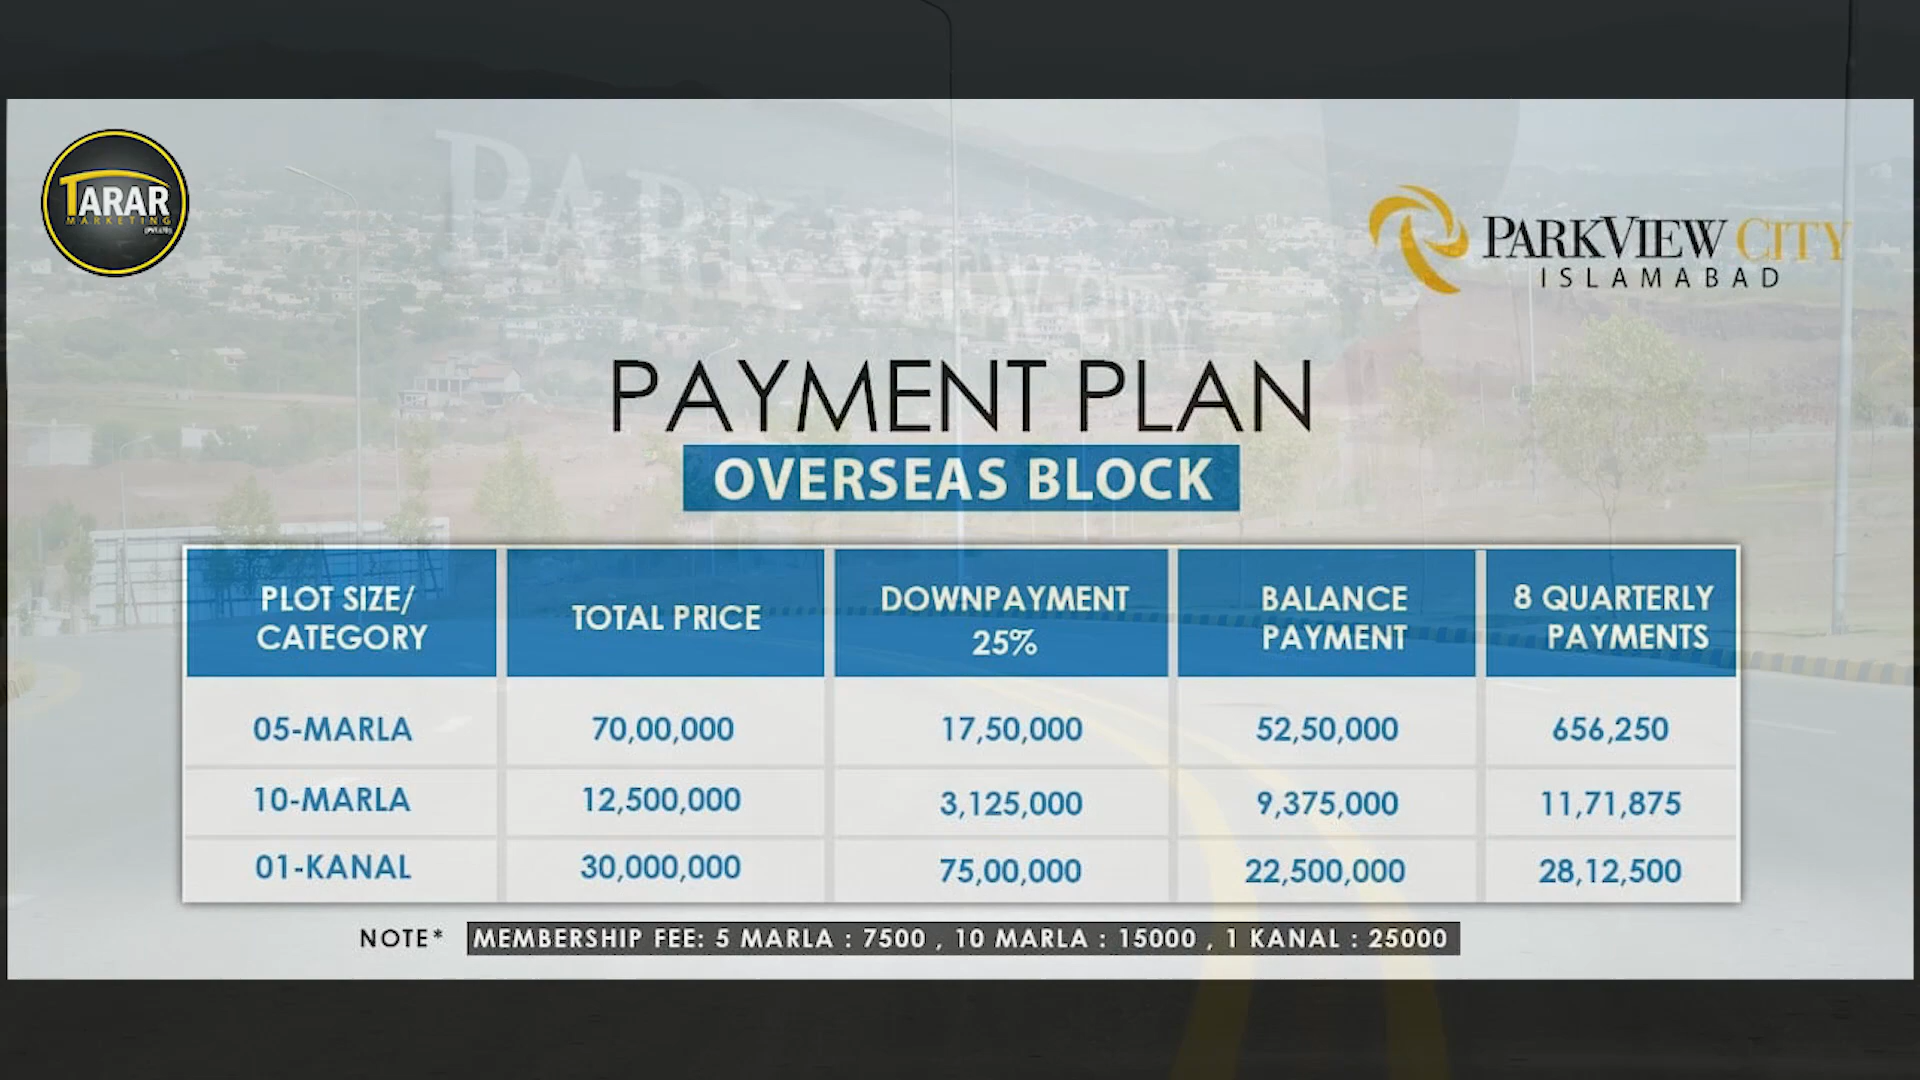 TARAR
MARKETING
(PVT.LTD)
PARKVIEW CITY
ISLAMABAD
PAYMENT PLAN
OVERSEAS BLOCK
PLOT SIZE/ CATEGORY TOTAL PRICE DOWNPAYMENT 25% BALANCE PAYMENT 8 QUARTERLY PAYMENTS
05-MARLA 70,00,000 17,50,000 52,50,000 656,250
10-MARLA 12,500,000 3,125,000 9,375,000 11,71,875
01-KANAL 30,000,000 75,00,000 22,500,000 28,12,500
NOTE* MEMBERSHIP FEE: 5 MARLA : 7500 , 10 MARLA : 15000 , 1 KANAL : 25000